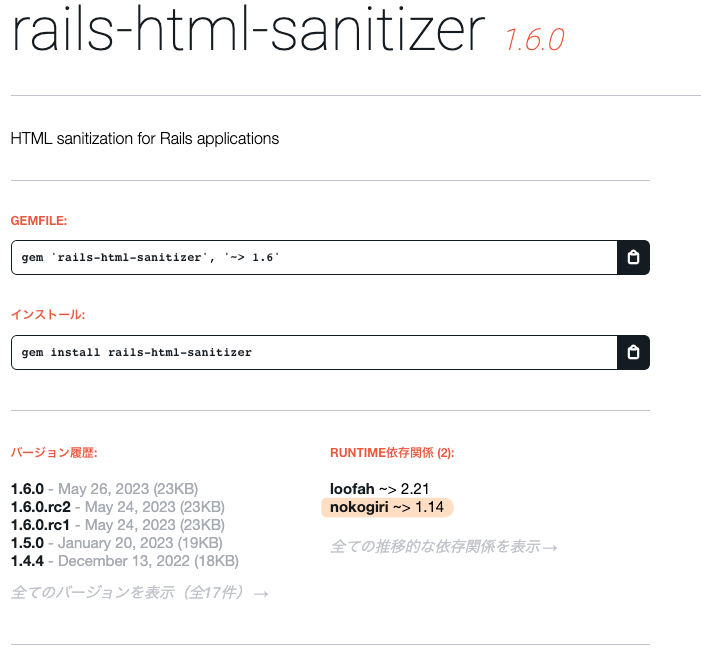 rails-html-sanitizer 1.6.0
HTML sanitization for Rails applications
GEMFILE:
gem 'rails-html-sanitizer', '~> 1.6'
インストール:
gem install rails-html-sanitizer
バージョン履歴:
1.6.0 - May 26, 2023 (23KB)
1.6.0.rc2 - May 24, 2023 (23KB)
1.6.0.rc1 - May 24, 2023 (23KB)
1.5.0 - January 20, 2023 (19KB)
1.4.4 - December 13, 2022 (18KB)
全てのバージョンを表示（全17件）→
RUNTIME依存関係 (2):
loofah ~> 2.21
nokogiri ~> 1.14
全ての推移的な依存関係を表示→